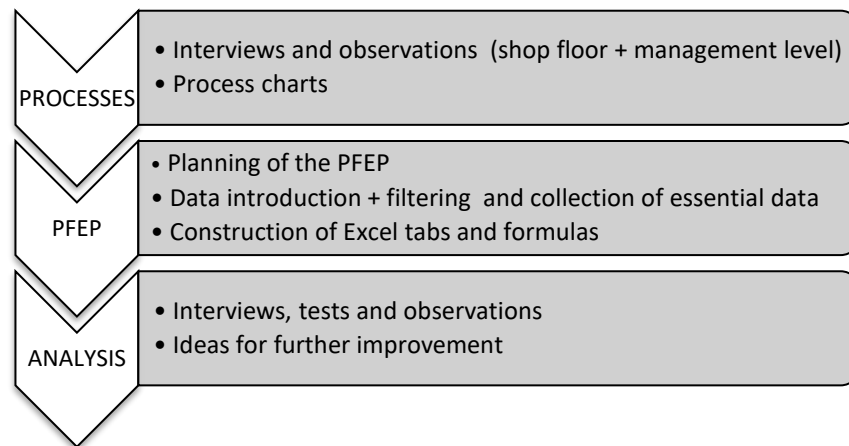 PROCESSES
• Interviews and observations (shop floor + management level)
• Process charts
PFEP
• Planning of the PFEP
• Data introduction + filtering and collection of essential data
• Construction of Excel tabs and formulas
ANALYSIS
• Interviews, tests and observations
• Ideas for further improvement